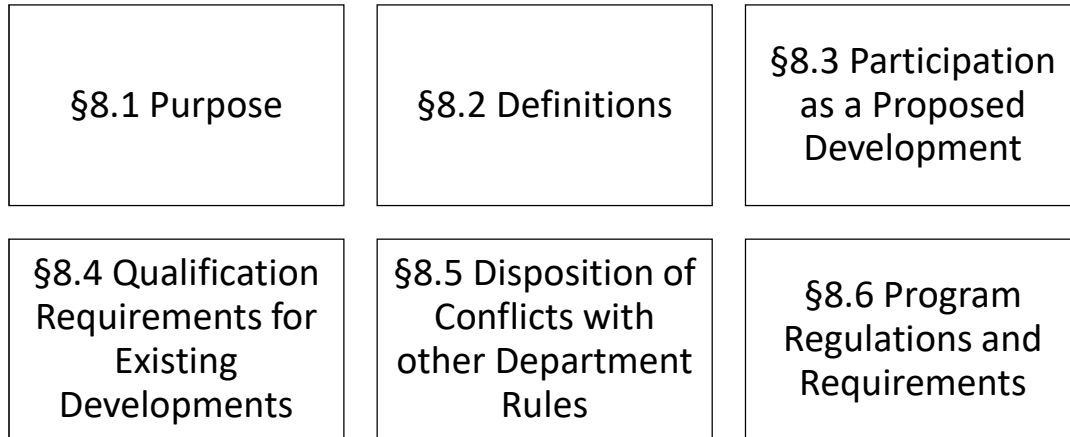 §8.1 Purpose
§8.2 Definitions
§8.3 Participation
as a Proposed
Development
§8.4 Qualification
Requirements for
Existing
Developments
§8.5 Disposition of
Conflicts with
other Department
Rules
§8.6 Program
Regulations and
Requirements